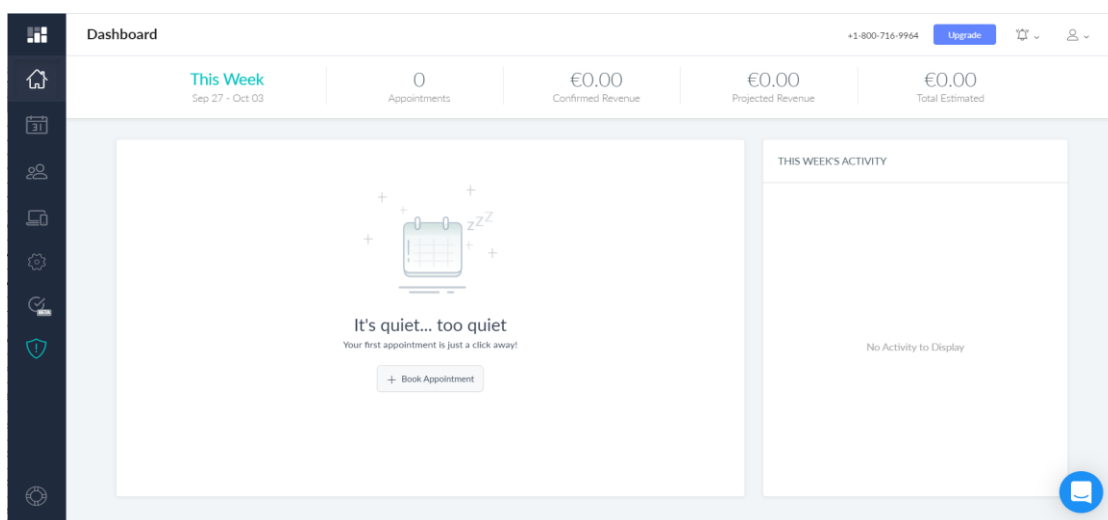 Dashboard
+1-800-716-9964
Upgrade
This Week
Sep 27 - Oct 03
0
Appointments
€0.00
Confirmed Revenue
€0.00
Projected Revenue
€0.00
Total Estimated
31
zzZ
It's quiet... too quiet
Your first appointment is just a click away!
+ Book Appointment
THIS WEEK'S ACTIVITY
No Activity to Display